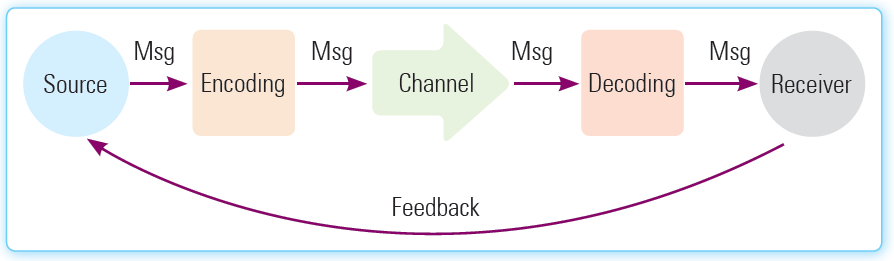 Msg Msg Msg Msg
Source Encoding Channel Decoding Receiver
Feedback